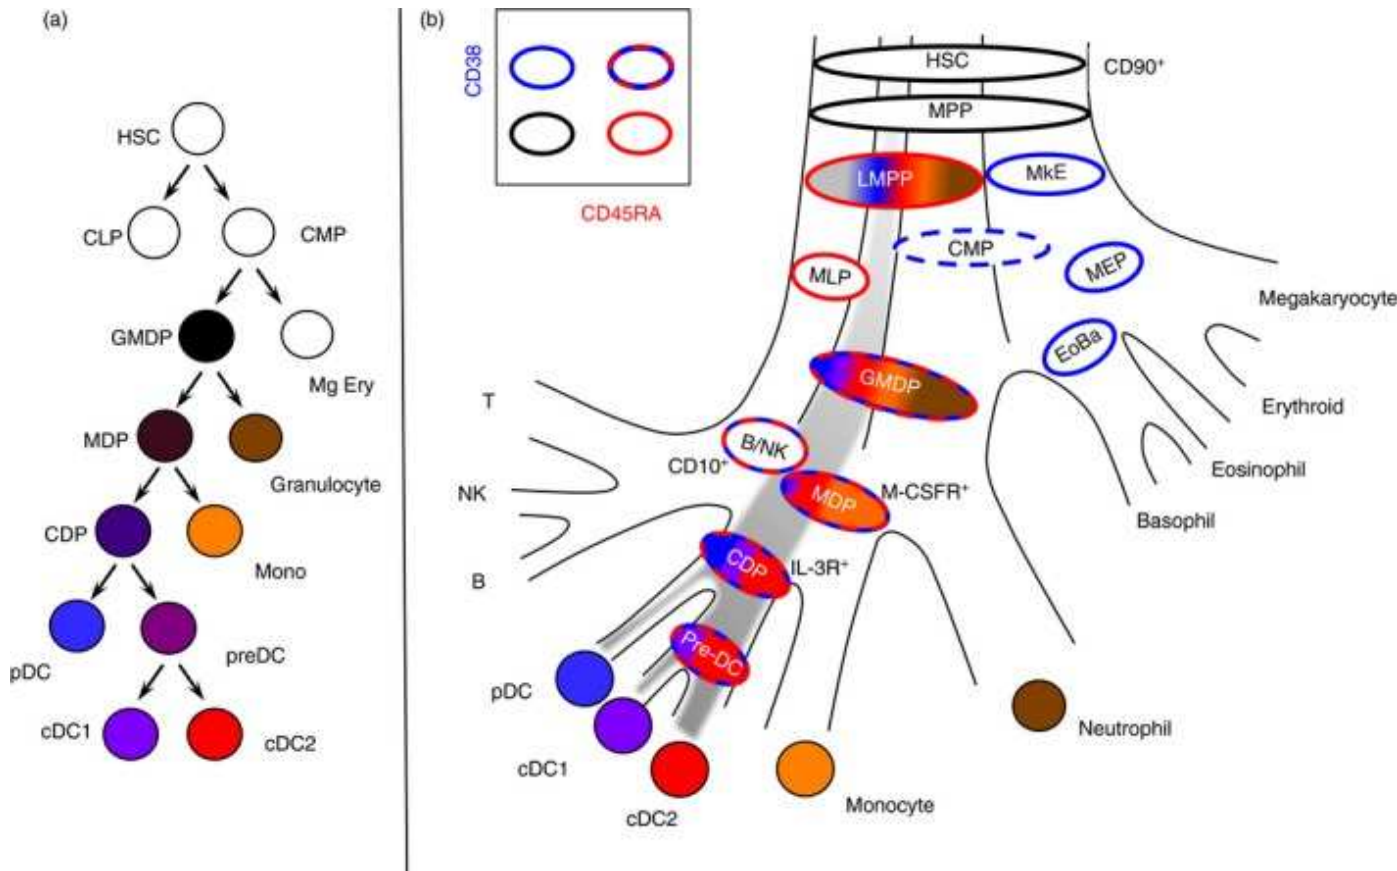 (a)
HSC
CLP
CMP
GMDP
Mg Ery
MDP
Granulocyte
CDP
Mono
pDC
preDC
cDC1
cDC2
(b)
CD38
CD45RA
HSC
CD90⁺
MPP
LMPP
MkE
CMP
MLP
MEP
Megakaryocyte
EoBa
GMDP
T
Erythroid
B/NK
CD10⁺
Eosinophil
NK
MDP
M-CSFR⁺
Basophil
CDP
IL-3R⁺
B
Pre-DC
pDC
Neutrophil
cDC1
Monocyte
cDC2